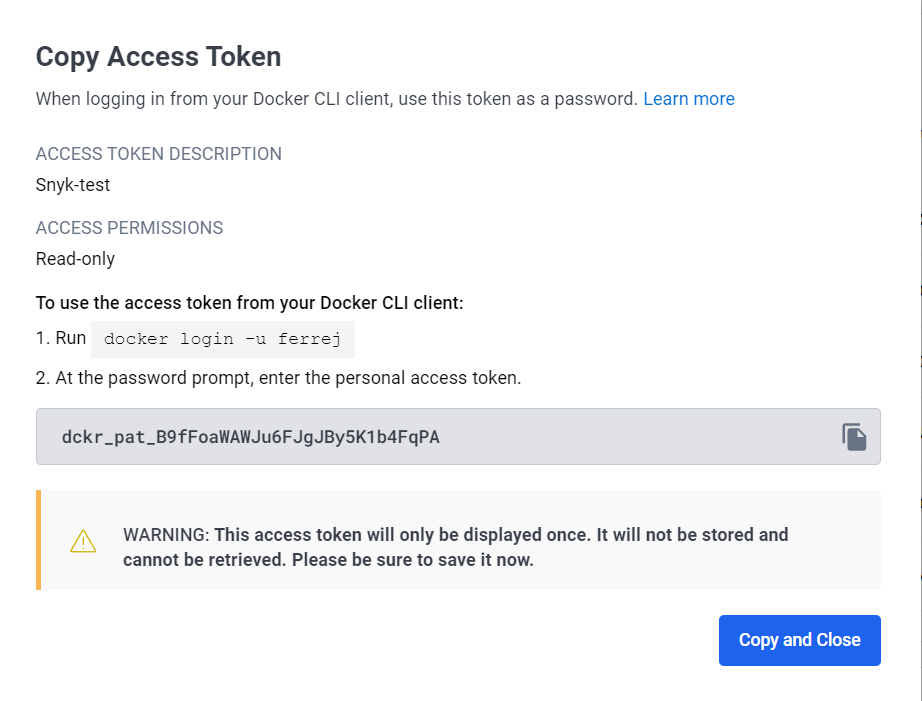 Copy Access Token
When logging in from your Docker CLI client, use this token as a password. Learn more
ACCESS TOKEN DESCRIPTION
Snyk-test
ACCESS PERMISSIONS
Read-only
To use the access token from your Docker CLI client:
1. Run docker login -u ferrej
2. At the password prompt, enter the personal access token.
dckr_pat_B9fFoaWAWJu6FJgJBy5K1b4FqPA
WARNING: This access token will only be displayed once. It will not be stored and
cannot be retrieved. Please be sure to save it now.
Copy and Close